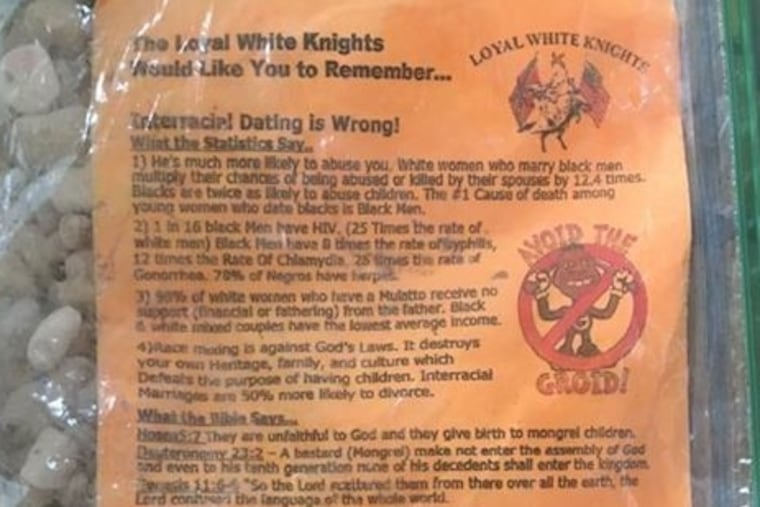 The Loyal White Knights
Would Like You to Remember...
LOYAL WHITE KNIGHTS
Interracial Dating is Wrong!
What the Statistics Say..
1) He's much more likely to abuse you. White women who marry black men
multiply their chances of being abused or killed by their spouses by 12.4 times.
Blacks are twice as likely to abuse children. The #1 Cause of death among
young women who date blacks is Black Men.
2) 1 in 16 black Men have HIV. (25 Times the rate of
white men) Black Men have 8 times the rate of syphilis,
12 times the Rate Of Chlamydia. 28 times the rate of
Gonorrhea. 78% of Negros have herpes.
3) 98% of white women who have a Mulatto receive no
support (financial or fathering) from the father. Black
& white mixed couples have the lowest average income.
4)Race mixing is against God's Laws. It destroys
your own Heritage, family, and culture which
Defeats the purpose of having children. Interracial
Marriages are 50% more likely to divorce.
AVOID THE
GROID!
What the Bible Says...
Hosea5:7 They are unfaithful to God and they give birth to mongrel children.
Deuteronomy 23:2 - A bastard (Mongrel) make not enter the assembly of God
and even to his tenth generation none of his decedents shall enter the kingdom.
Genesis 11: "So the Lord scattered them from there over all the earth, the
Lord confused the language of the whole world.